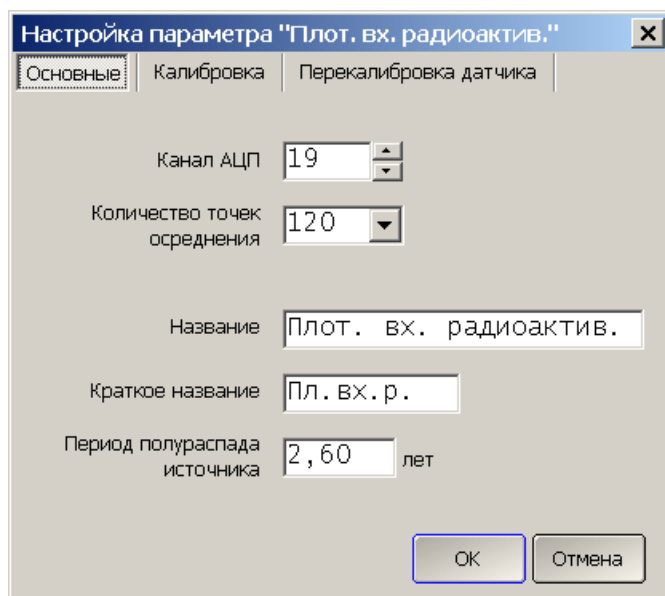 Настройка параметра "Плот. вх. радиоактив."
Основные Калибровка Перекалибровка датчика
Канал АЦП 19
Количество точек
осреднения 120
Название Плот. вх. радиоактив.
Краткое название Пл.вх.р.
Период полураспада
источника 2,60 лет
OK Отмена